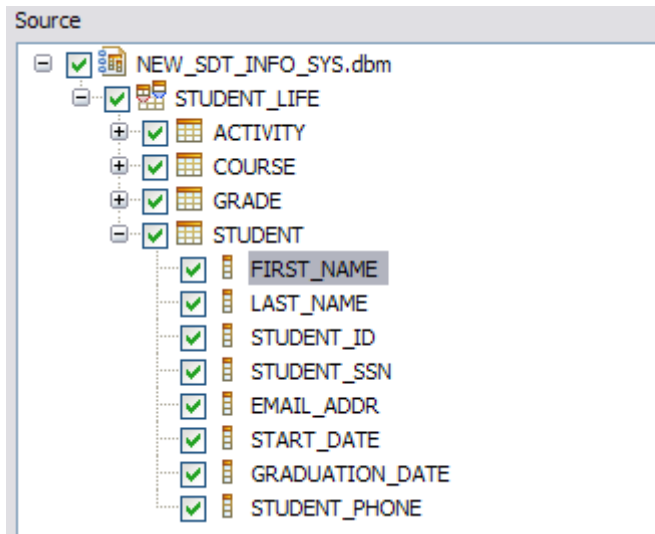 Source
NEW_SDT_INFO_SYS.dbm
STUDENT_LIFE
ACTIVITY
COURSE
GRADE
STUDENT
FIRST_NAME
LAST_NAME
STUDENT_ID
STUDENT_SSN
EMAIL_ADDR
START_DATE
GRADUATION_DATE
STUDENT_PHONE